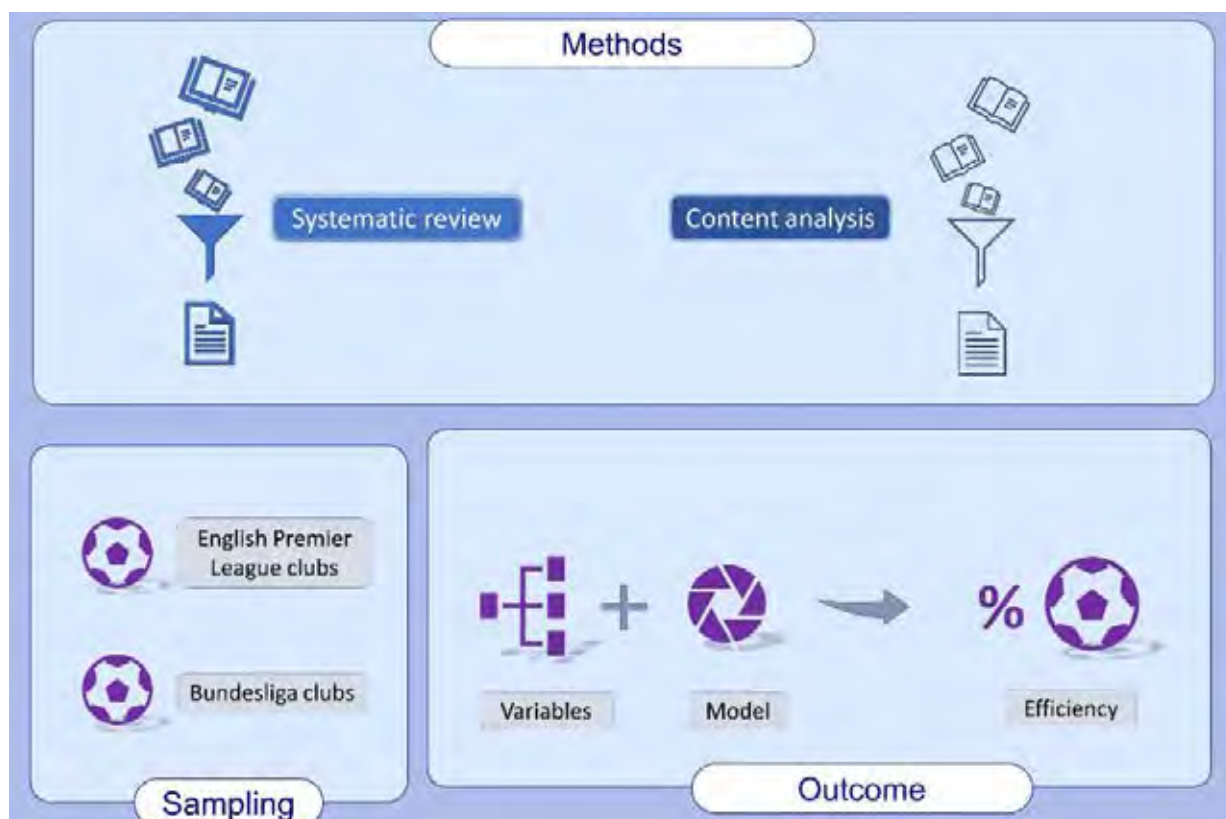 Methods
Systematic review
Content analysis
English Premier
League clubs
Bundesliga clubs
Sampling
%
Variables
Model
Efficiency
Outcome